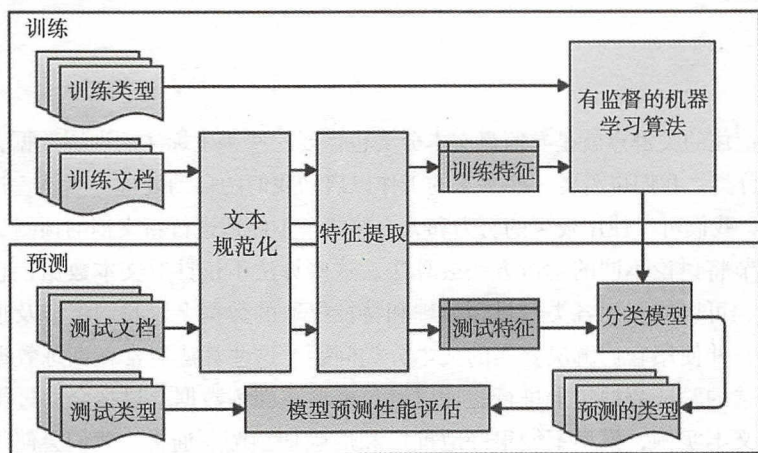 训练
训练类型
有监督的机器
学习算法
训练文档
文本
规范化
特征提取
训练特征
预测
测试文档
测试特征
分类模型
测试类型
模型预测性能评估
预测的类型